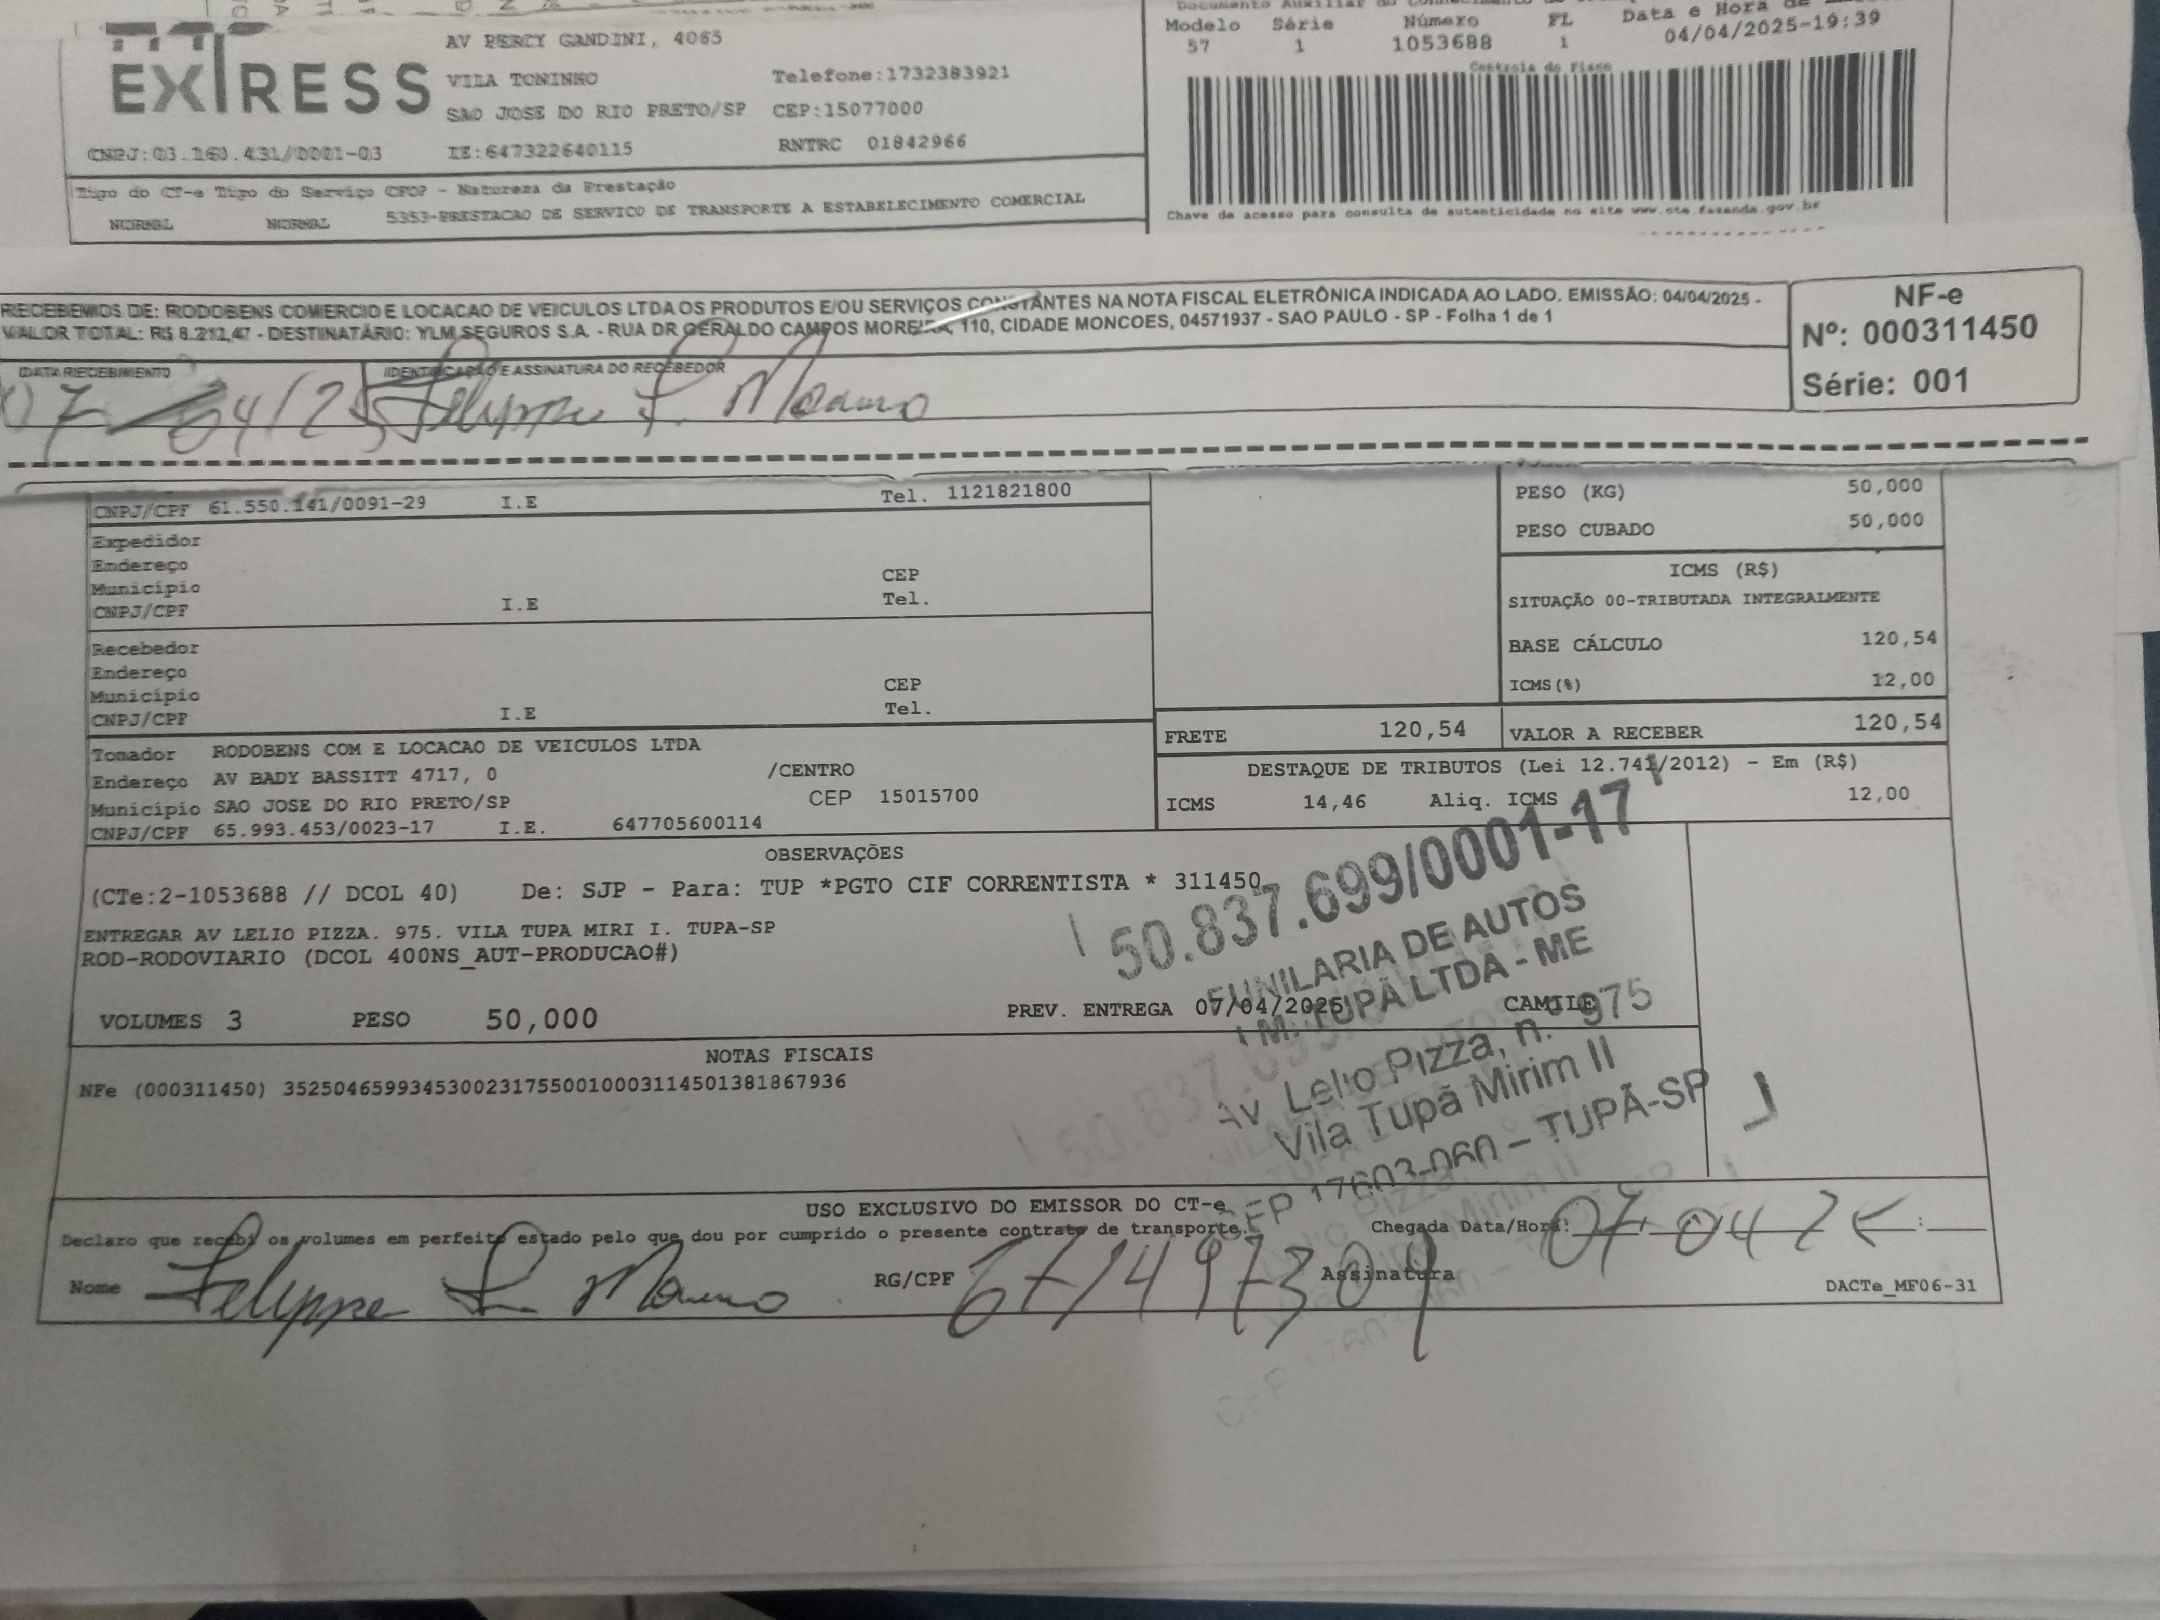 EXTRESS
AV PERCY GANDINI, 4065
VILA TONINHO
Telefone:1732383921
SAO JOSE DO RIO PRETO/SP CEP:15077000
CNPJ:03.160.431/0001-03 IE:647322640115 RNTRC 01842966
Tipo do CT-e Tipo do Serviço CFOP - Natureza da Prestação
NORMAL NORMAL 5353-PRESTACAO DE SERVICO DE TRANSPORTE A ESTABELECIMENTO COMERCIAL
Modelo Série Número FL Data e Hora de
57 1 1053688 1 04/04/2025-19:39
Controle do Fisco
Chave de acesso para consulta de autenticidade no site www.cte.fazenda.gov.br
RECEBEMOS DE: RODOBENS COMERCIO E LOCACAO DE VEICULOS LTDA OS PRODUTOS E/OU SERVIÇOS CONSTANTES NA NOTA FISCAL ELETRÔNICA INDICADA AO LADO. EMISSÃO: 04/04/2025 -
VALOR TOTAL: R$ 8.212,47 - DESTINATÁRIO: YLM SEGUROS S.A. - RUA DR GERALDO CAMPOS MOREIRA, 110, CIDADE MONCOES, 04571937 - SAO PAULO - SP - Folha 1 de 1
NF-e
Nº: 000311450
Série: 001
DATA RECEBIMENTO IDENTIFICAÇÃO E ASSINATURA DO RECEBEDOR
07 04/25 Felyppe F. Moreno
CNPJ/CPF 61.550.141/0091-29 I.E Tel. 1121821800
Expedidor
Endereço
Município CEP
CNPJ/CPF I.E Tel.
Recebedor
Endereço
Município CEP
CNPJ/CPF I.E Tel.
PESO (KG) 50,000
PESO CUBADO 50,000
ICMS (R$)
SITUAÇÃO 00-TRIBUTADA INTEGRALMENTE
BASE CÁLCULO 120,54
ICMS(%) 12,00
FRETE 120,54 VALOR A RECEBER 120,54
Tomador RODOBENS COM E LOCACAO DE VEICULOS LTDA
Endereço AV BADY BASSITT 4717, 0 /CENTRO
Município SAO JOSE DO RIO PRETO/SP CEP 15015700
CNPJ/CPF 65.993.453/0023-17 I.E. 647705600114
DESTAQUE DE TRIBUTOS (Lei 12.741/2012) - Em (R$)
ICMS 14,46 Aliq. ICMS 12,00
OBSERVAÇÕES
(CTe:2-1053688 // DCOL 40) De: SJP - Para: TUP *PGTO CIF CORRENTISTA * 311450
ENTREGAR AV LELIO PIZZA. 975. VILA TUPA MIRI I. TUPA-SP
ROD-RODOVIARIO (DCOL 400NS_AUT-PRODUCAO#)
VOLUMES 3 PESO 50,000 PREV. ENTREGA 07/04/2025 CAMILE
50.837.699/0001-17
FUNILARIA DE AUTOS
I.M. TUPÃ LTDA - ME
Av Lelio Pizza, n.º 975
Vila Tupã Mirim II
CEP 17603-060 - TUPÃ-SP
NOTAS FISCAIS
NFe (000311450) 35250465993453002317550010003114501381867936
USO EXCLUSIVO DO EMISSOR DO CT-e
Declaro que recebi os volumes em perfeito estado pelo que dou por cumprido o presente contrato de transporte. Chegada Data/Hora: 07 04 25
Nome Felyppe F. Moreno RG/CPF Assinatura
DACTe_MF06-31